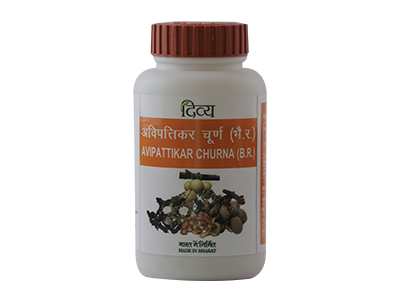 दिव्य
अविपत्तिकर चूर्ण (भै.र.)
AVIPATTIKAR CHURNA (B.R.)
भारत में निर्मित
MADE IN BHARAT